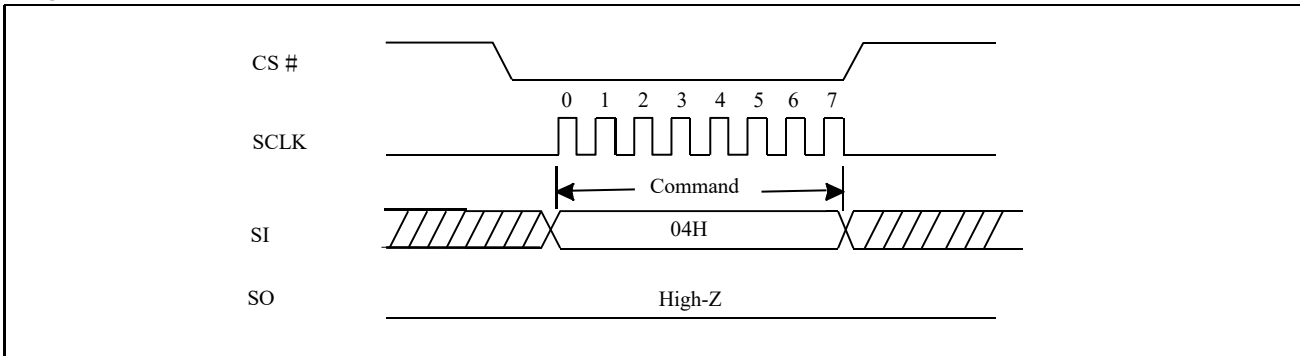 CS #
0 1 2 3 4 5 6 7
SCLK
Command
SI
04H
SO
High-Z